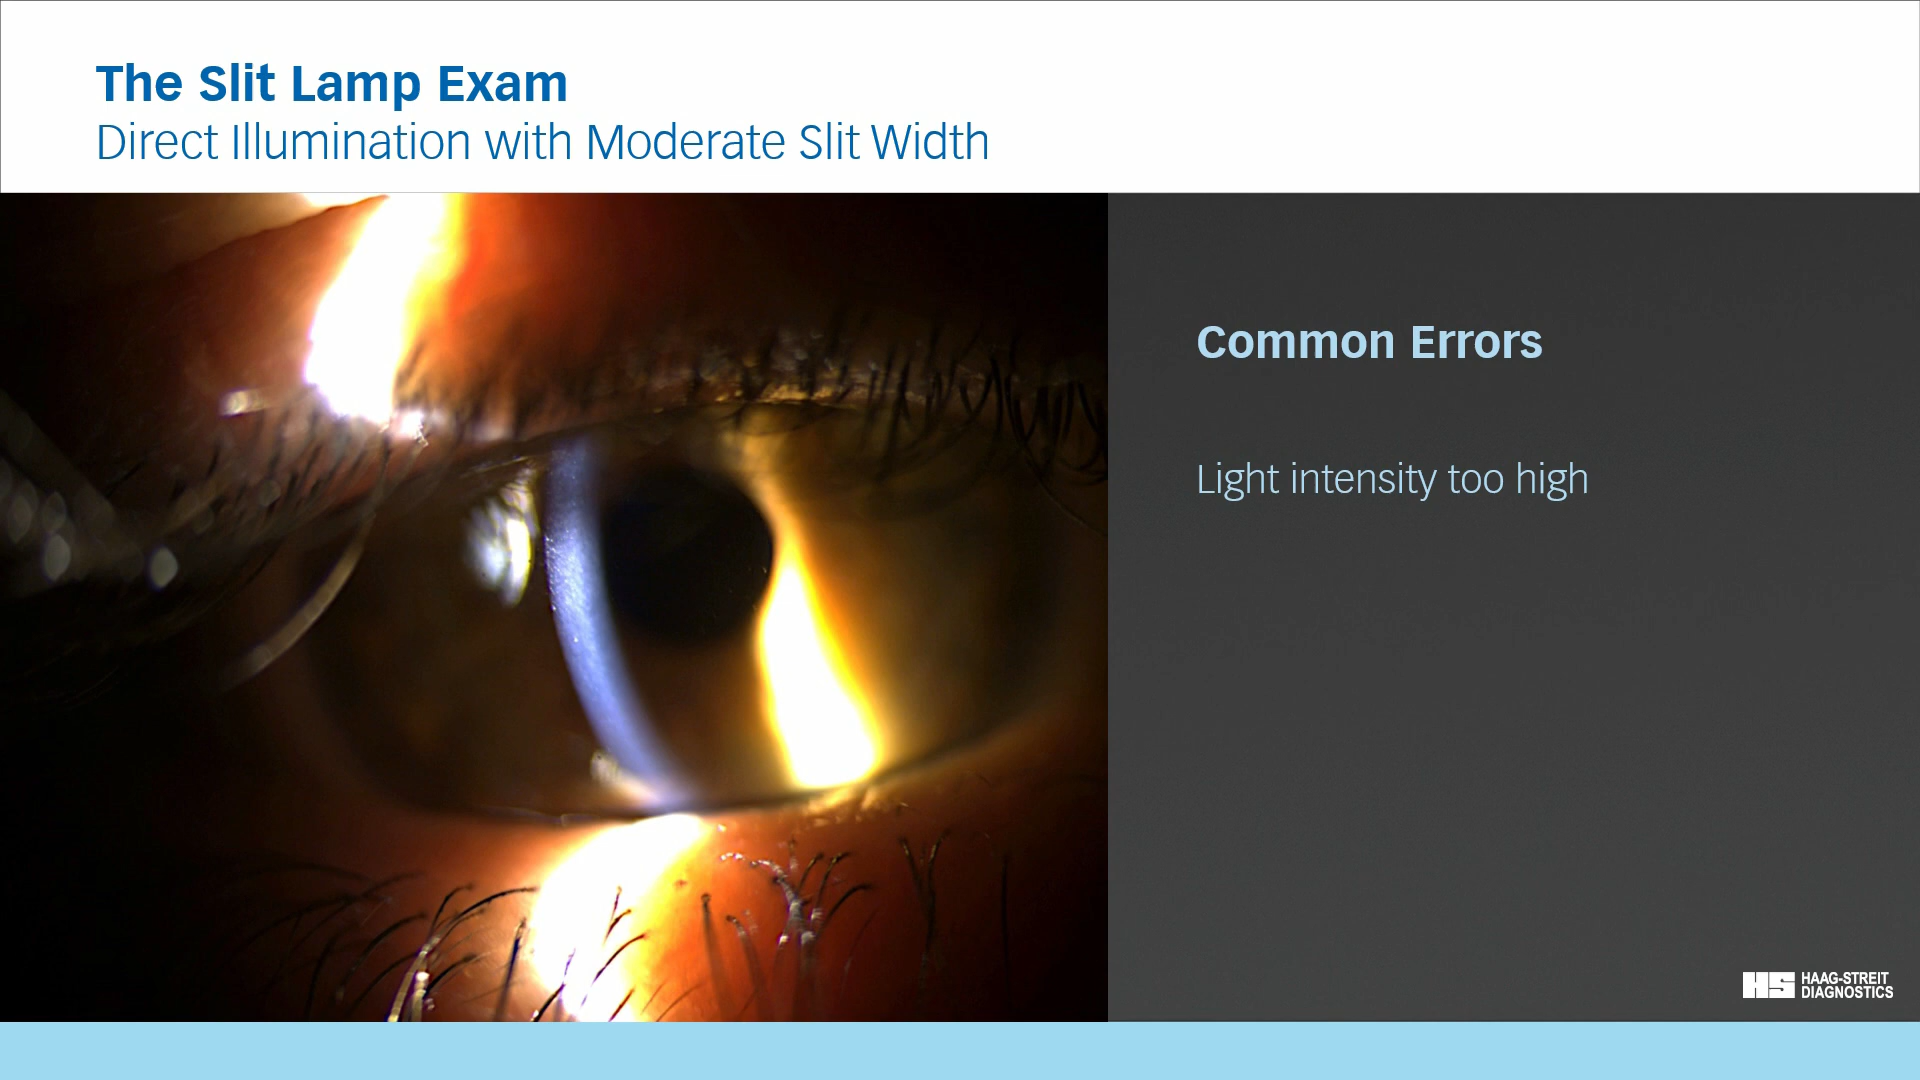 The Slit Lamp Exam
Direct Illumination with Moderate Slit Width
Common Errors
Light intensity too high
HS HAAG-STREIT
DIAGNOSTICS